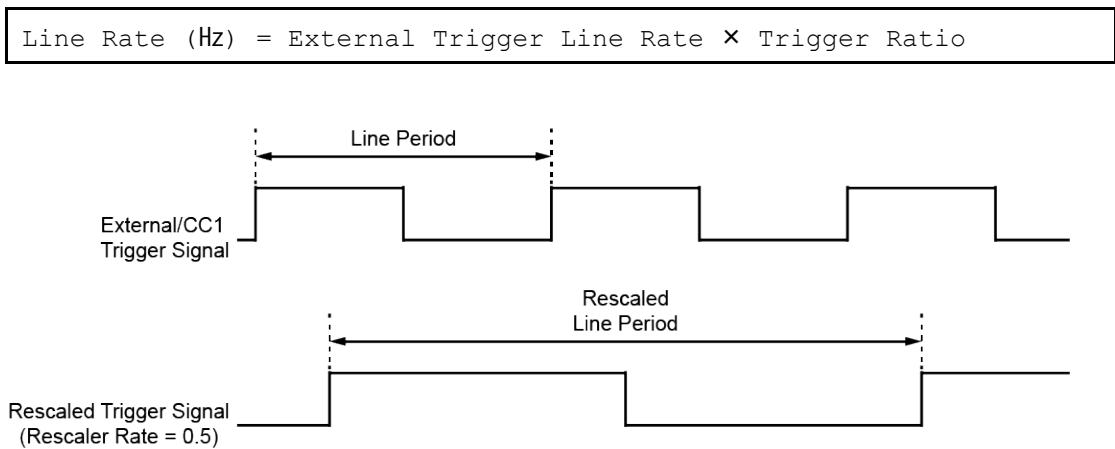 Line Rate (Hz) = External Trigger Line Rate × Trigger Ratio
Line Period
External/CC1
Trigger Signal
Rescaled
Line Period
Rescaled Trigger Signal
(Rescaler Rate = 0.5)